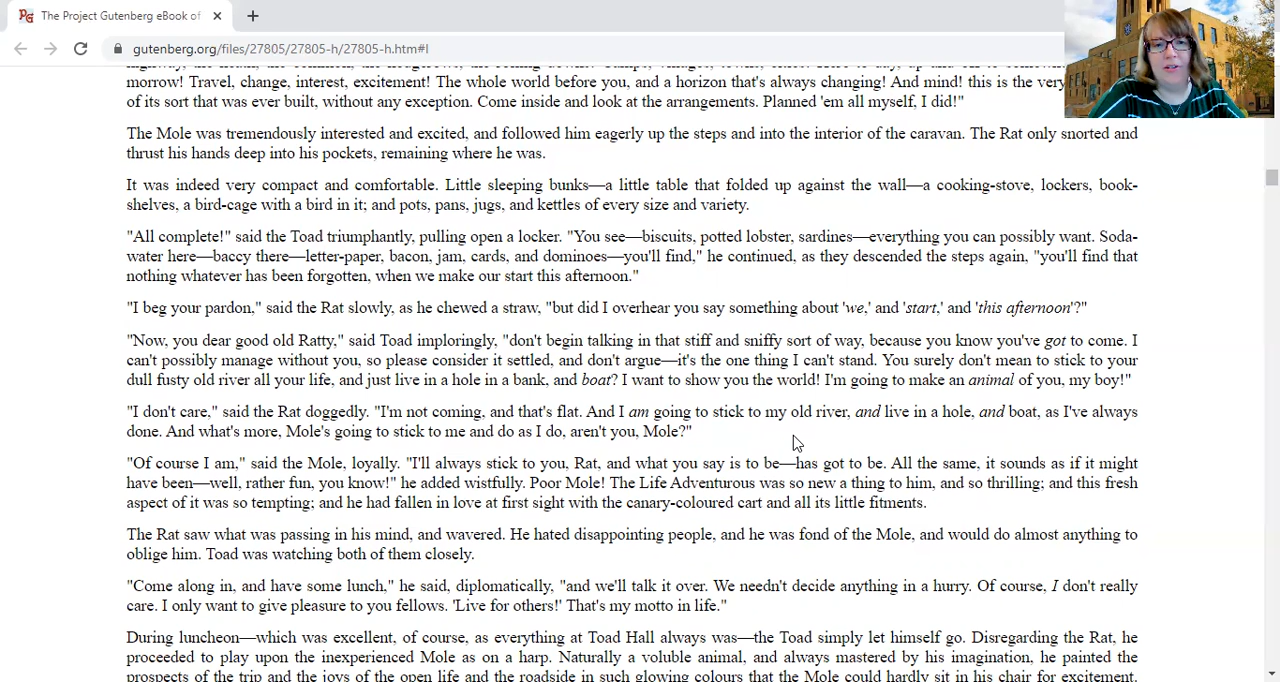 The Project Gutenberg eBook of
gutenberg.org/files/27805/27805-h/27805-h.htm#I
morrow! Travel, change, interest, excitement! The whole world before you, and a horizon that's always changing! And mind! this is the very
of its sort that was ever built, without any exception. Come inside and look at the arrangements. Planned 'em all myself, I did!"
The Mole was tremendously interested and excited, and followed him eagerly up the steps and into the interior of the caravan. The Rat only snorted and
thrust his hands deep into his pockets, remaining where he was.
It was indeed very compact and comfortable. Little sleeping bunks—a little table that folded up against the wall—a cooking-stove, lockers, book-
shelves, a bird-cage with a bird in it; and pots, pans, jugs, and kettles of every size and variety.
"All complete!" said the Toad triumphantly, pulling open a locker. "You see—biscuits, potted lobster, sardines—everything you can possibly want. Soda-
water here—baccy there—letter-paper, bacon, jam, cards, and dominoes—you'll find," he continued, as they descended the steps again, "you'll find that
nothing whatever has been forgotten, when we make our start this afternoon."
"I beg your pardon," said the Rat slowly, as he chewed a straw, "but did I overhear you say something about 'we,' and 'start,' and 'this afternoon'?"
"Now, you dear good old Ratty," said Toad imploringly, "don't begin talking in that stiff and sniffy sort of way, because you know you've got to come. I
can't possibly manage without you, so please consider it settled, and don't argue—it's the one thing I can't stand. You surely don't mean to stick to your
dull fusty old river all your life, and just live in a hole in a bank, and boat? I want to show you the world! I'm going to make an animal of you, my boy!"
"I don't care," said the Rat doggedly. "I'm not coming, and that's flat. And I am going to stick to my old river, and live in a hole, and boat, as I've always
done. And what's more, Mole's going to stick to me and do as I do, aren't you, Mole?"
"Of course I am," said the Mole, loyally. "I'll always stick to you, Rat, and what you say is to be—has got to be. All the same, it sounds as if it might
have been—well, rather fun, you know!" he added wistfully. Poor Mole! The Life Adventurous was so new a thing to him, and so thrilling; and this fresh
aspect of it was so tempting; and he had fallen in love at first sight with the canary-coloured cart and all its little fitments.
The Rat saw what was passing in his mind, and wavered. He hated disappointing people, and he was fond of the Mole, and would do almost anything to
oblige him. Toad was watching both of them closely.
"Come along in, and have some lunch," he said, diplomatically, "and we'll talk it over. We needn't decide anything in a hurry. Of course, I don't really
care. I only want to give pleasure to you fellows. 'Live for others!' That's my motto in life."
During luncheon—which was excellent, of course, as everything at Toad Hall always was—the Toad simply let himself go. Disregarding the Rat, he
proceeded to play upon the inexperienced Mole as on a harp. Naturally a voluble animal, and always mastered by his imagination, he painted the
prospects of the trip and the joys of the open life and the roadside in such glowing colours that the Mole could hardly sit in his chair for excitement.